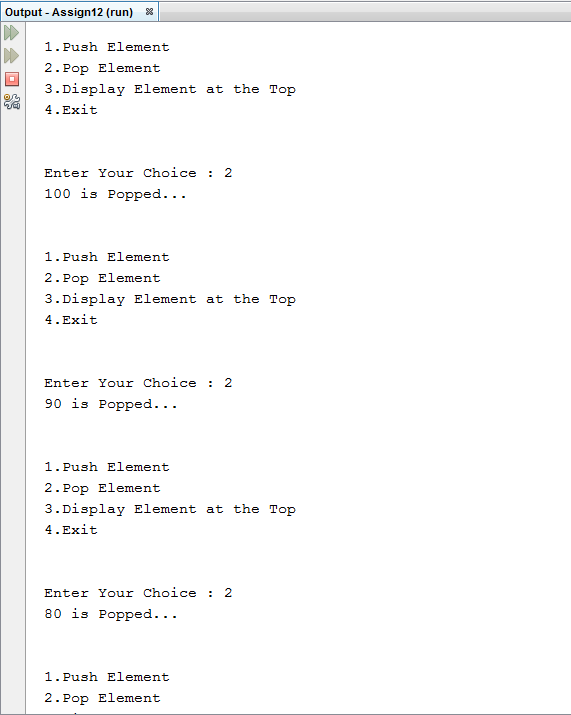 Output - Assign12 (run)
1.Push Element
2.Pop Element
3.Display Element at the Top
4.Exit
Enter Your Choice : 2
100 is Popped...
1.Push Element
2.Pop Element
3.Display Element at the Top
4.Exit
Enter Your Choice : 2
90 is Popped...
1.Push Element
2.Pop Element
3.Display Element at the Top
4.Exit
Enter Your Choice : 2
80 is Popped...
1.Push Element
2.Pop Element